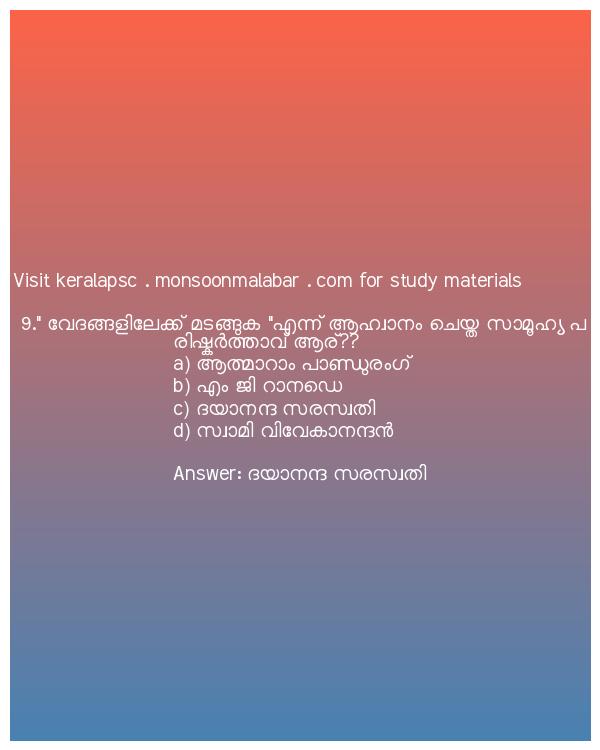 Visit keralapsc . monsoonmalabar . com for study materials
9." വേദങ്ങളിലേക്ക് മടങ്ങുക "എന്ന് ആഹ്വാനം ചെയ്ത സാമൂഹ്യ പ
രിഷ്കർത്താവ് ആര്??
a) ആത്മാറാം പാണ്ഡുരംഗ്
b) എം ജി റാനഡെ
c) ദയാനന്ദ സരസ്വതി
d) സ്വാമി വിവേകാനന്ദൻ
Answer: ദയാനന്ദ സരസ്വതി